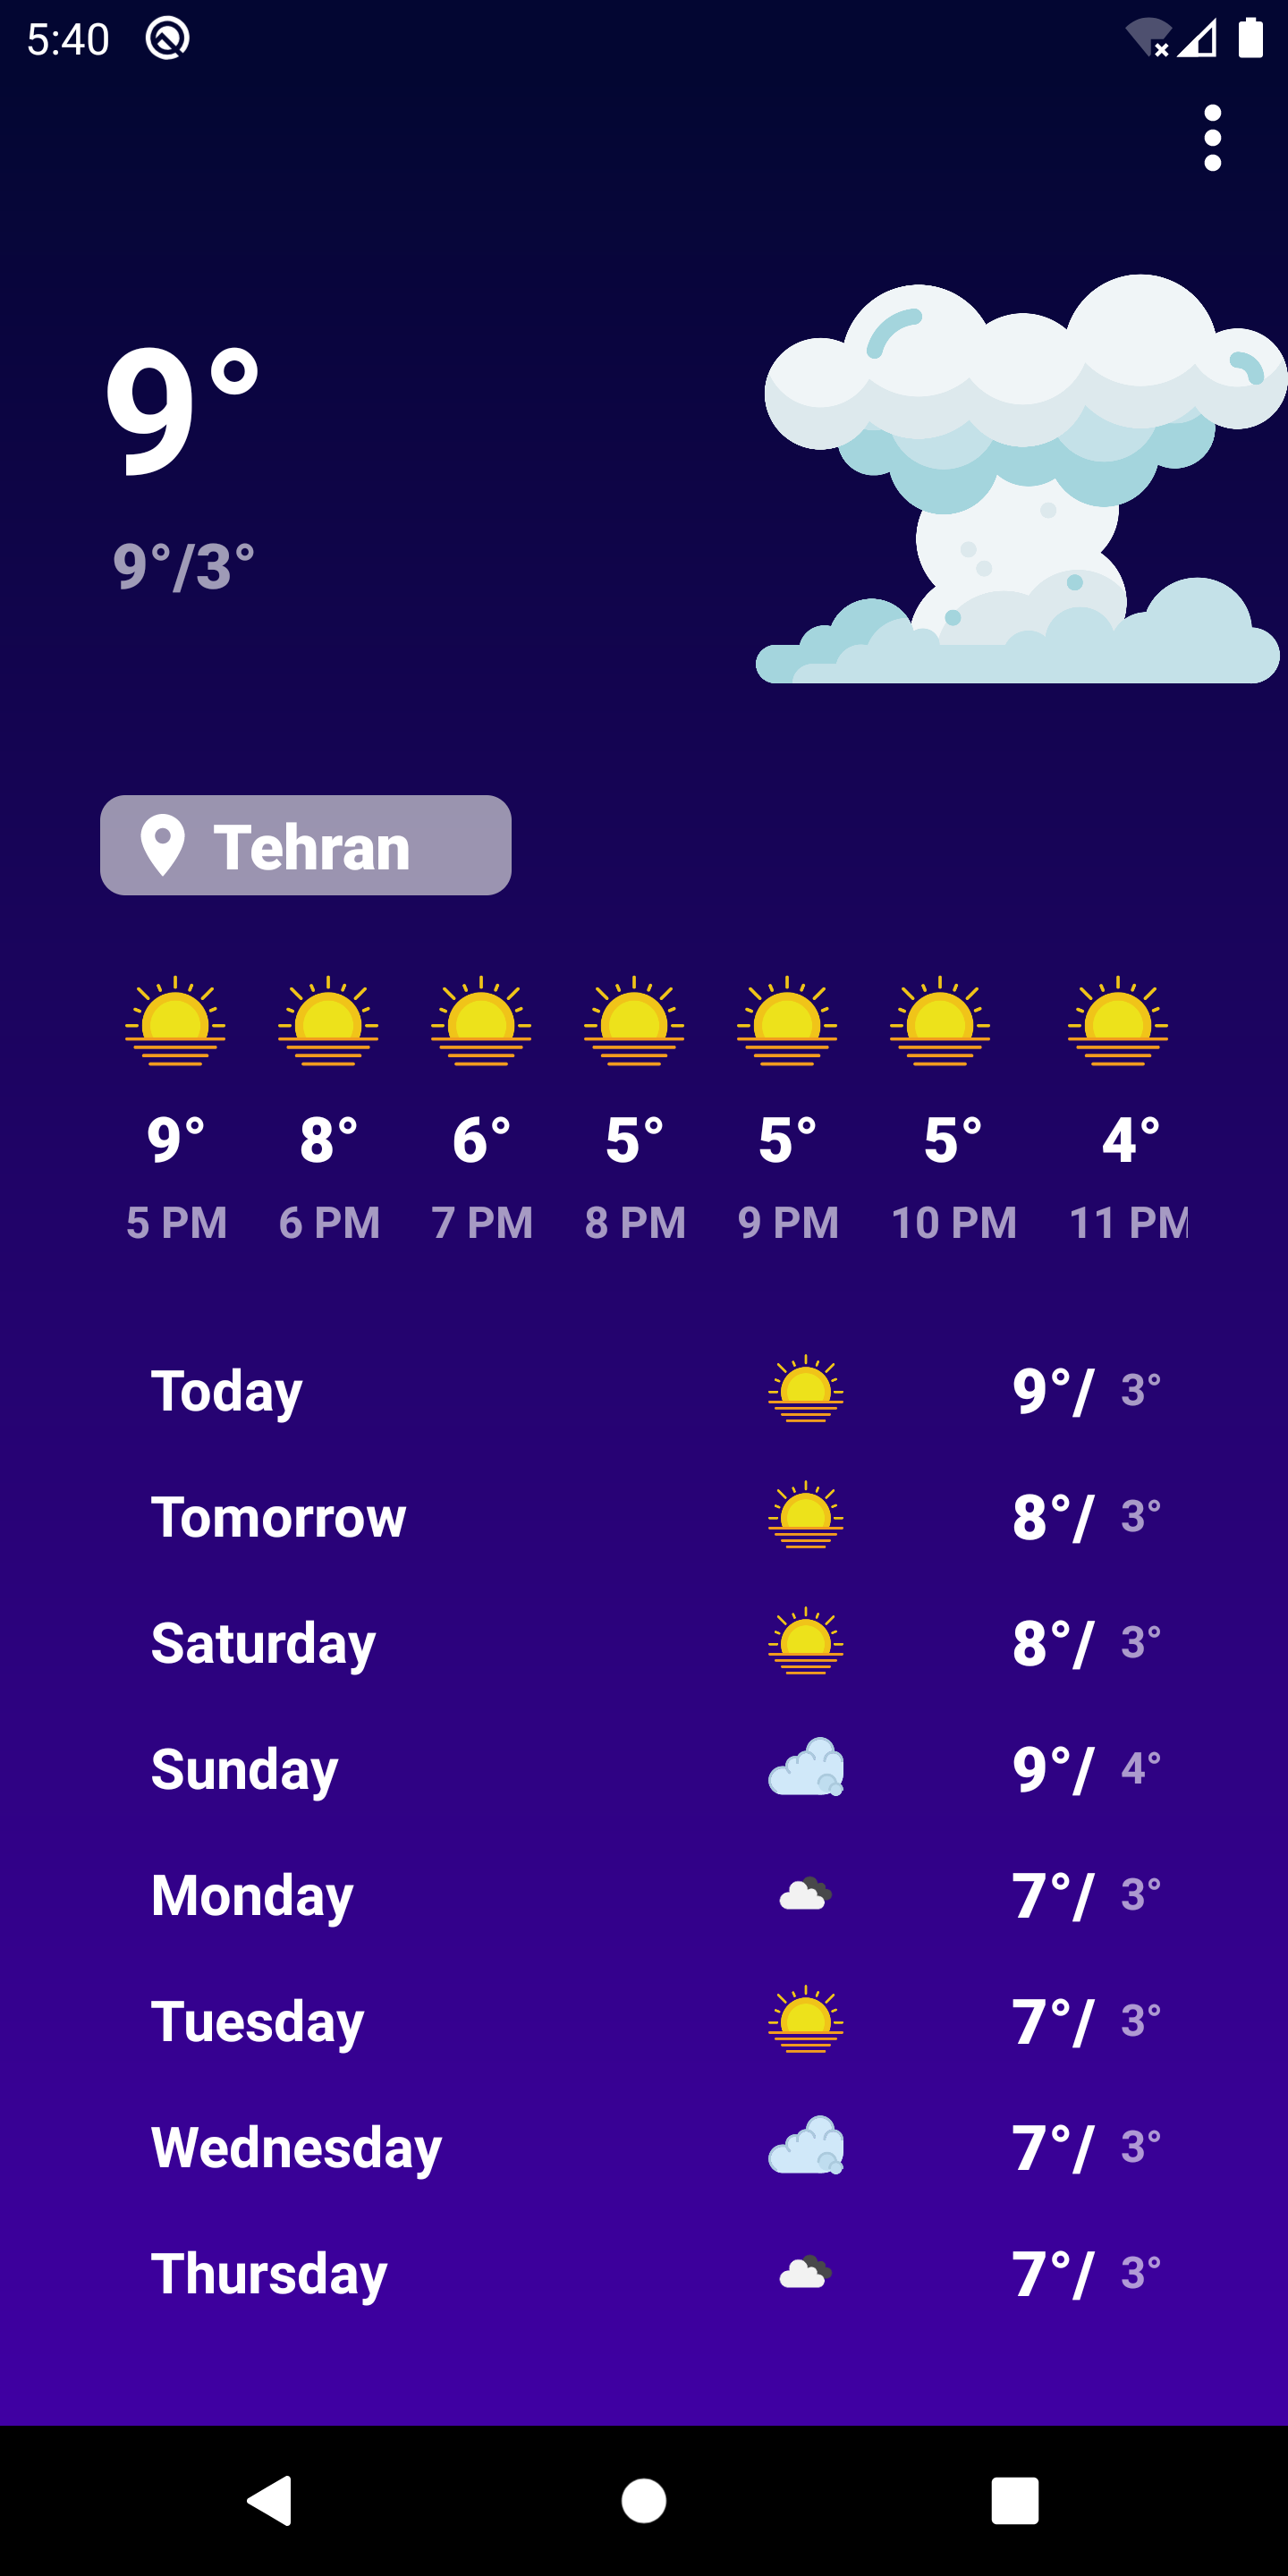 5:40
9°
9°/3°
Tehran
9° 8° 6° 5° 5° 5° 4°
5 PM 6 PM 7 PM 8 PM 9 PM 10 PM 11 PM
Today 9°/ 3°
Tomorrow 8°/ 3°
Saturday 8°/ 3°
Sunday 9°/ 4°
Monday 7°/ 3°
Tuesday 7°/ 3°
Wednesday 7°/ 3°
Thursday 7°/ 3°